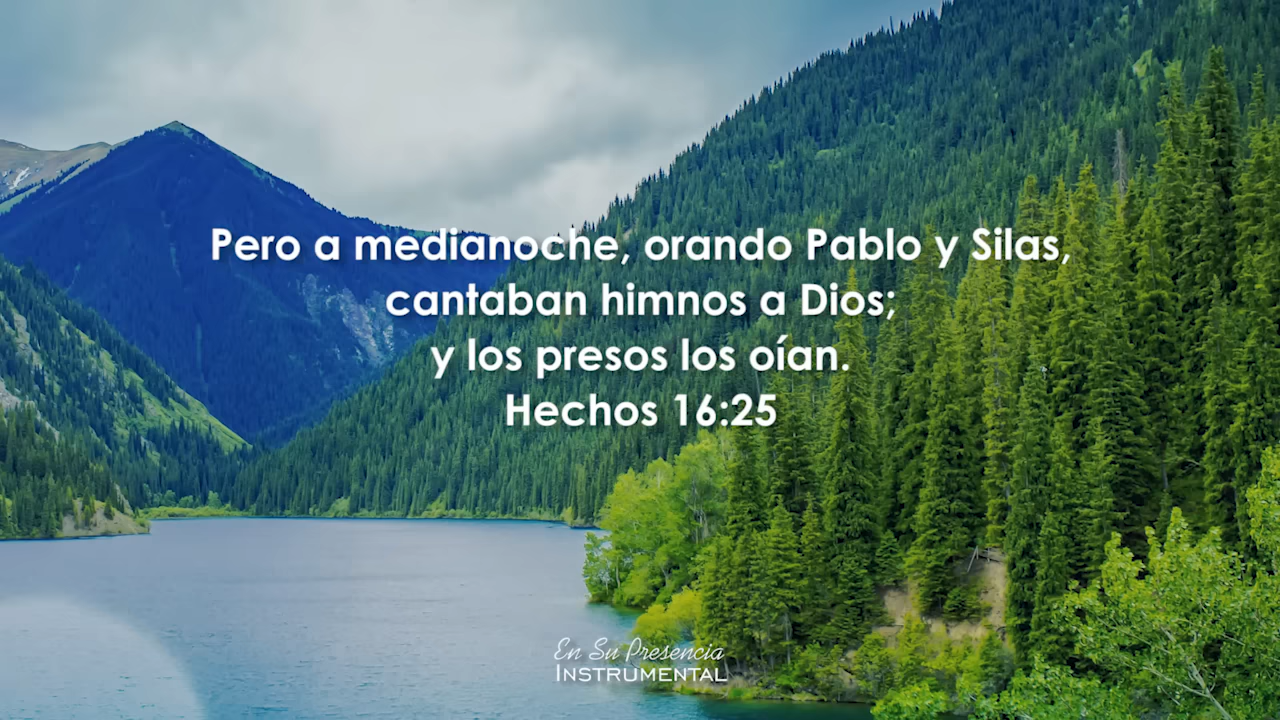 Pero a medianoche, orando Pablo y Silas,
cantaban himnos a Dios;
y los presos los oían.
Hechos 16:25
En Su Presencia
INSTRUMENTAL